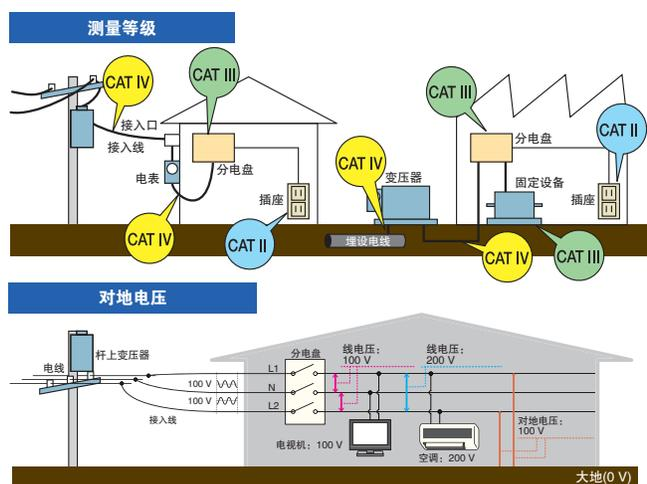 测量等级
CAT IV
CAT III
接入口
接入线
电表
分电盘
插座
CAT IV
CAT II
CAT IV
变压器
埋设电线
CAT III
分电盘
CAT II
固定设备
插座
CAT IV
CAT III
对地电压
电线
杆上变压器
100 V
100 V
接入线
分电盘
L1
N
L2
线电压：
100 V
线电压：
200 V
电视机：100 V
空调：200 V
对地电压：
100 V
大地(0 V)